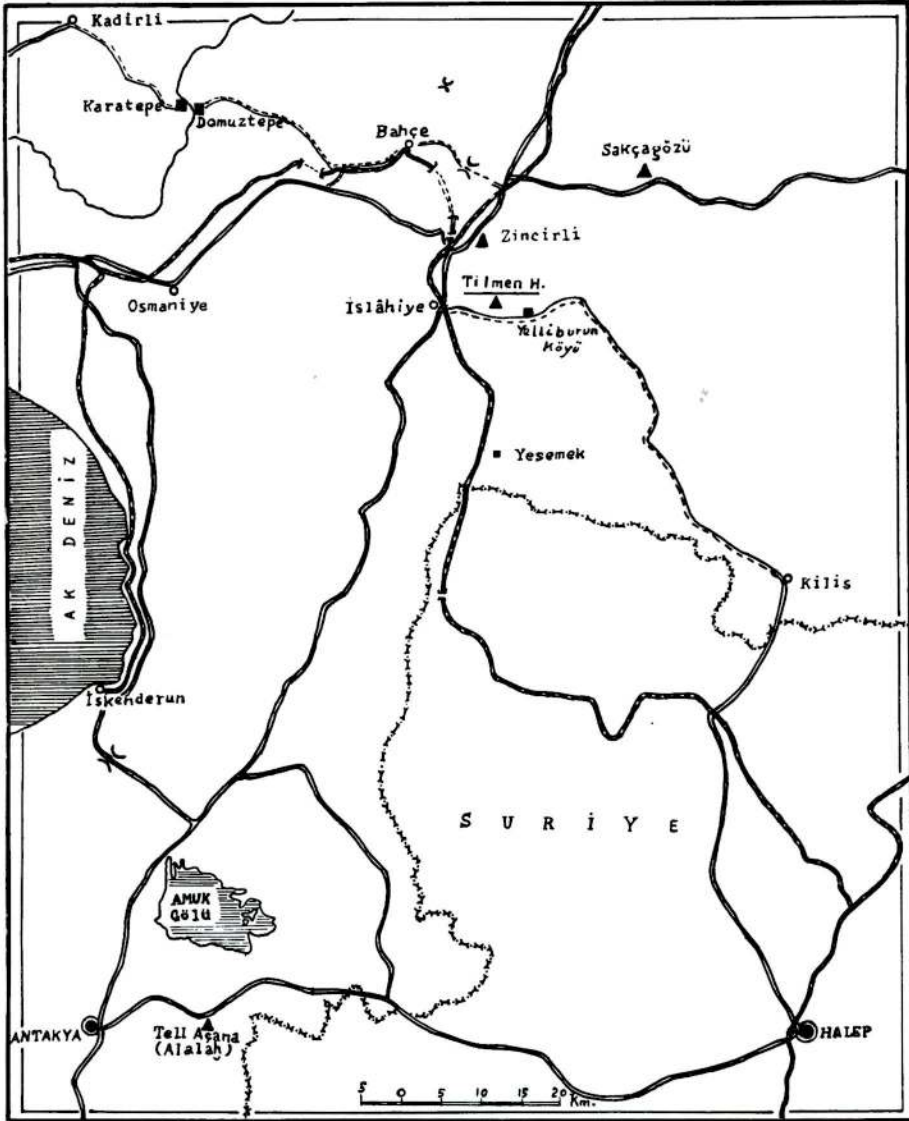 Kadirli
Karatepe
Domuztepe
Bahçe
Sakçagözü
Zincirli
Tilmen H.
Osmaniye
İslâhiye
Yelliburun
Köyü
AK DENİZ
Yesemek
Kilis
İskenderun
SURİYE
AMUK
Gölü
ANTAKYA
Tell Açana
(Alalaḫ)
HALEP
5 0 5 10 15 20
Km.